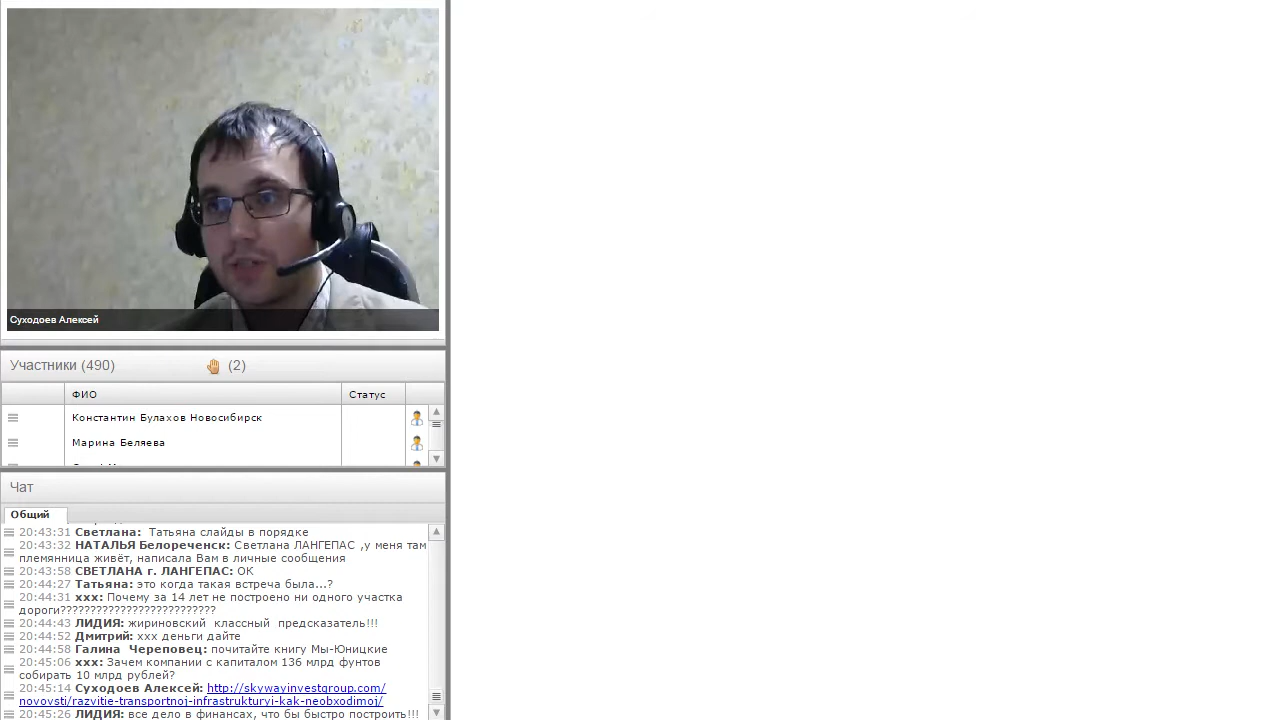 Суходоев Алексей
Участники (490) (2)
ФИО Статус
Константин Булахов Новосибирск
Марина Беляева
Чат
Общий
20:43:31 Светлана: Татьяна слайды в порядке
20:43:32 НАТАЛЬЯ Белореченск: Светлана ЛАНГЕПАС ,у меня там
племянница живёт, написала Вам в личные сообщения
20:43:58 СВЕТЛАНА г. ЛАНГЕПАС: ОК
20:44:27 Татьяна: это когда такая встреча была...?
20:44:31 xxx: Почему за 14 лет не построено ни одного участка
дороги???????????????????????????
20:44:43 ЛИДИЯ: жириновский классный предсказатель!!!
20:44:52 Дмитрий: xxx деньги дайте
20:44:58 Галина Череповец: почитайте книгу Мы-Юницкие
20:45:06 xxx: Зачем компании с капиталом 136 млрд фунтов
собирать 10 млрд рублей?
20:45:14 Суходоев Алексей: http://skywayinvestgroup.com/
novovsti/razvitie-transportnoj-infrastrukturyi-kak-neobxodimoj/
20:45:26 ЛИДИЯ: все дело в финансах, что бы быстро построить!!!